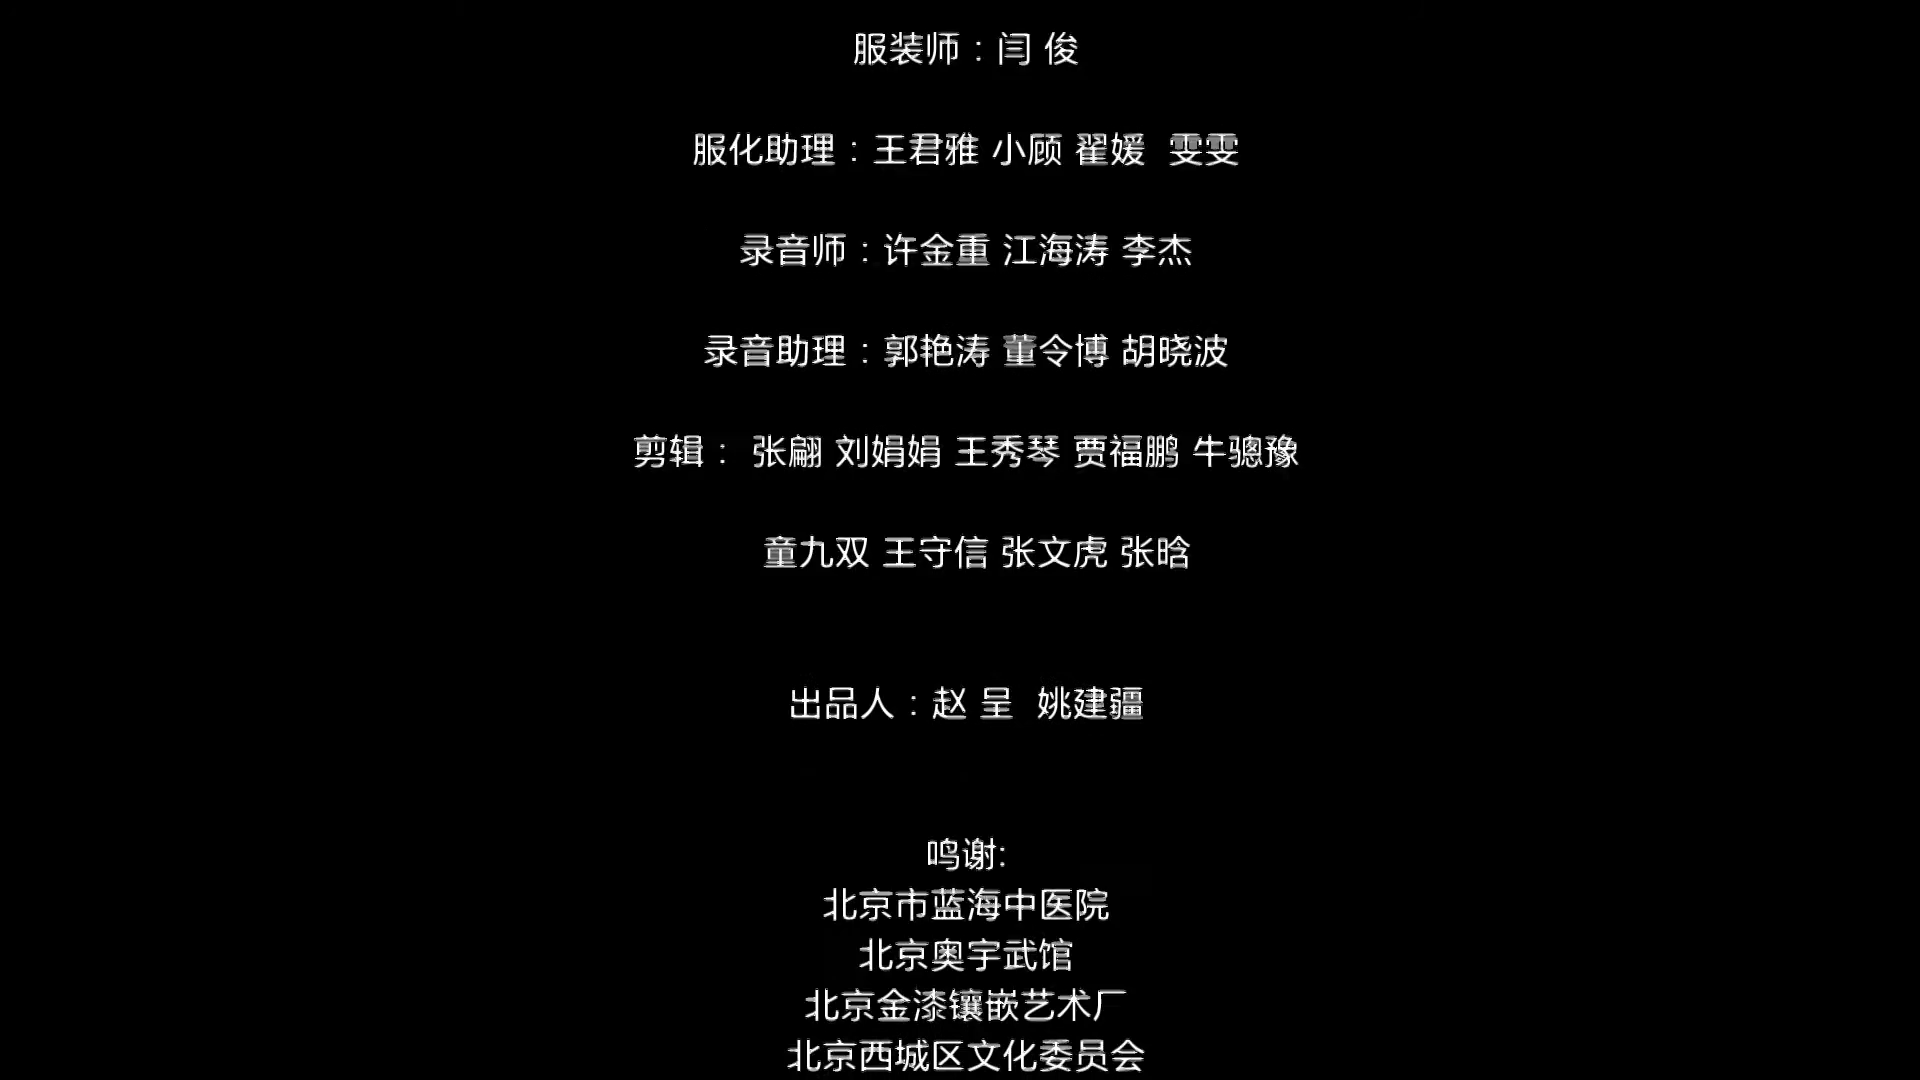 服装师：闫 俊
服化助理：王君雅 小顾 翟媛 雯雯
录音师：许金重 江海涛 李杰
录音助理：郭艳涛 董令博 胡晓波
剪辑： 张翩 刘娟娟 王秀琴 贾福鹏 牛骢豫
童九双 王守信 张文虎 张晗
出品人：赵 呈 姚建疆
鸣谢:
北京市蓝海中医院
北京奥宇武馆
北京金漆镶嵌艺术厂
北京西城区文化委员会